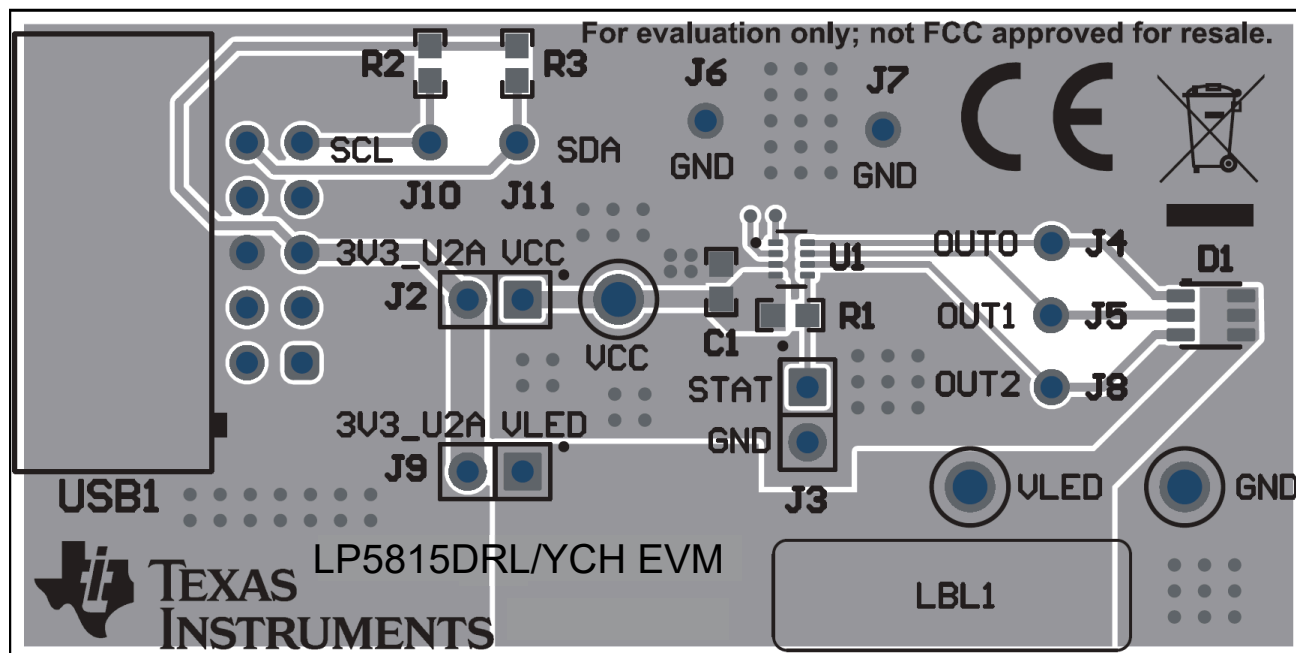 For evaluation only; not FCC approved for resale.
R2
R3
J6
J7
SCL
SDA
GND
GND
J10
J11
3V3_U2A VCC
J2
VCC
C1
U1
R1
OUT0
J4
D1
OUT1
J5
OUT2
J8
STAT
GND
J3
3V3_U2A VLED
J9
VLED
GND
USB1
LP5815DRL/YCH EVM
TEXAS
INSTRUMENTS
LBL1
CE
ti